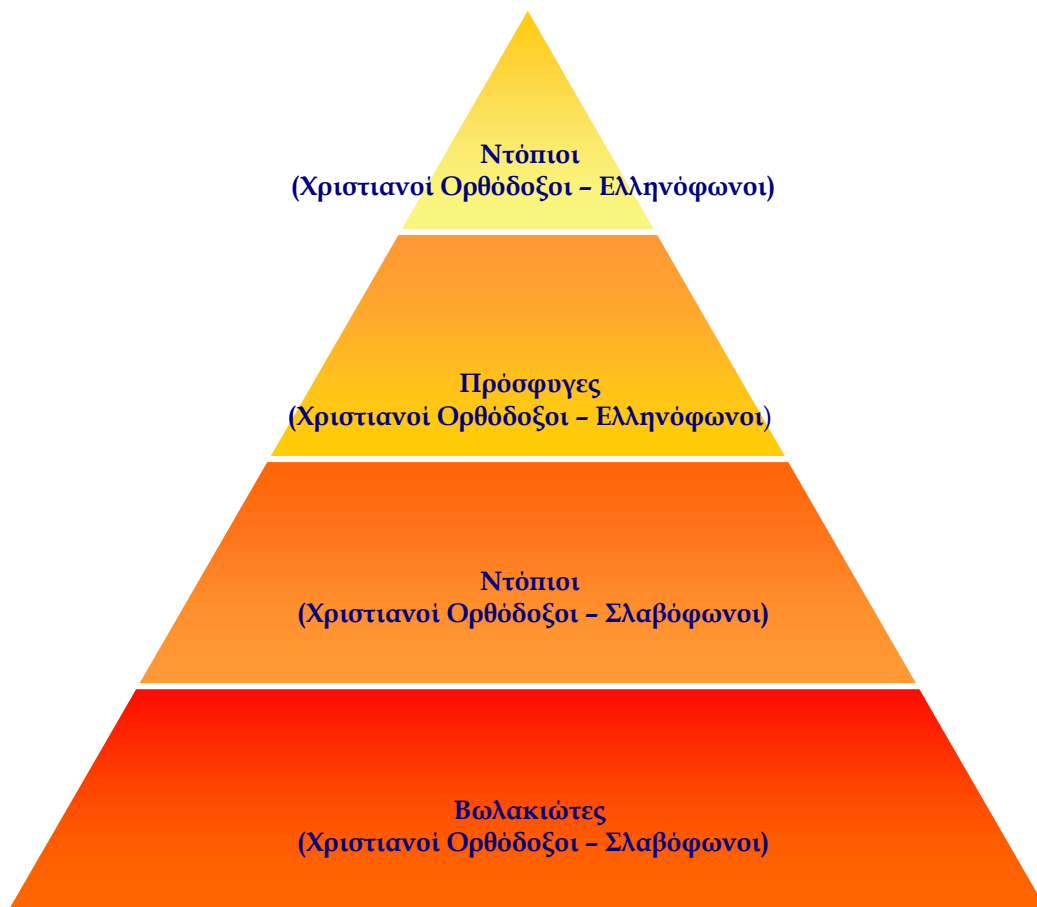 Ντόπιοι
(Χριστιανοί Ορθόδοξοι – Ελληνόφωνοι)
Πρόσφυγες
(Χριστιανοί Ορθόδοξοι – Ελληνόφωνοι)
Ντόπιοι
(Χριστιανοί Ορθόδοξοι – Σλαβόφωνοι)
Βωλακιώτες
(Χριστιανοί Ορθόδοξοι – Σλαβόφωνοι)